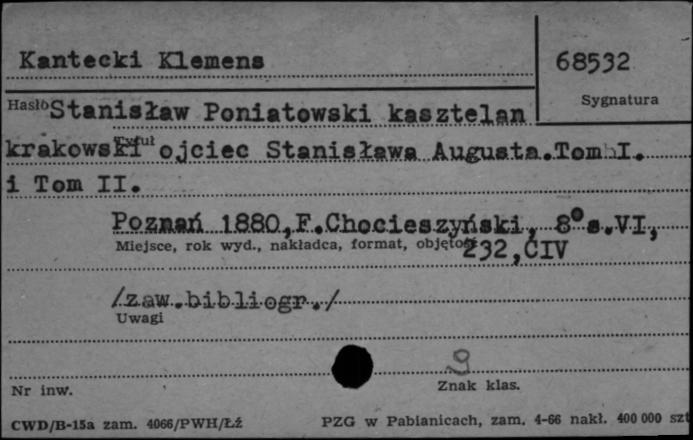 Kantecki Klemens
68532
Sygnatura
Hasło Stanisław Poniatowski kasztelan
krakowski Tytuł ojciec Stanisława Augusta.Tom I.
i Tom II.
Poznań 1880,F.Chocieszyński, 8° s.VI,
Miejsce, rok wyd., nakładca, format, objętość 232,CIV
/zaw.bibliogr./
Uwagi
9
Nr inw.
Znak klas.
CWD/B-15a zam. 4066/PWH/Łź
PZG w Pabianicach, zam. 4-66 nakł. 400 000 szt